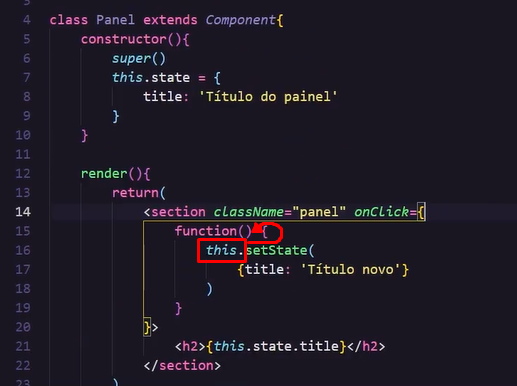 4 class Panel extends Component{
5 constructor(){
6 super()
7 this.state = {
8 title: 'Título do painel'
9 }
10 }
11
12 render(){
13 return(
14 <section className="panel" onClick={
15 function() {
16 this.setState(
17 {title: 'Título novo'}
18 )
19 }
20 }>
21 <h2>{this.state.title}</h2>
22 </section>
23 )